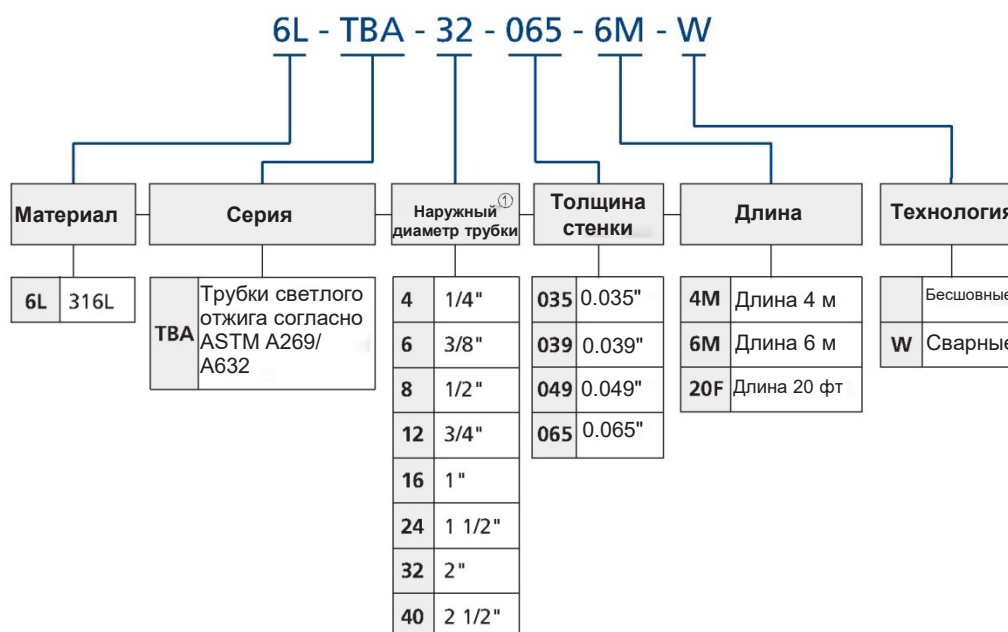 6L - TBA - 32 - 065 - 6M - W
Материал
Серия
Наружный①
диаметр трубки
Толщина
стенки
Длина
Технология
6L 316L
TBA
Трубки светлого
отжига согласно
ASTM A269/
A632
4 1/4"
6 3/8"
8 1/2"
12 3/4"
16 1"
24 1 1/2"
32 2"
40 2 1/2"
035 0.035"
039 0.039"
049 0.049"
065 0.065"
4M Длина 4 м
6M Длина 6 м
20F Длина 20 фт
Бесшовные
W Сварные